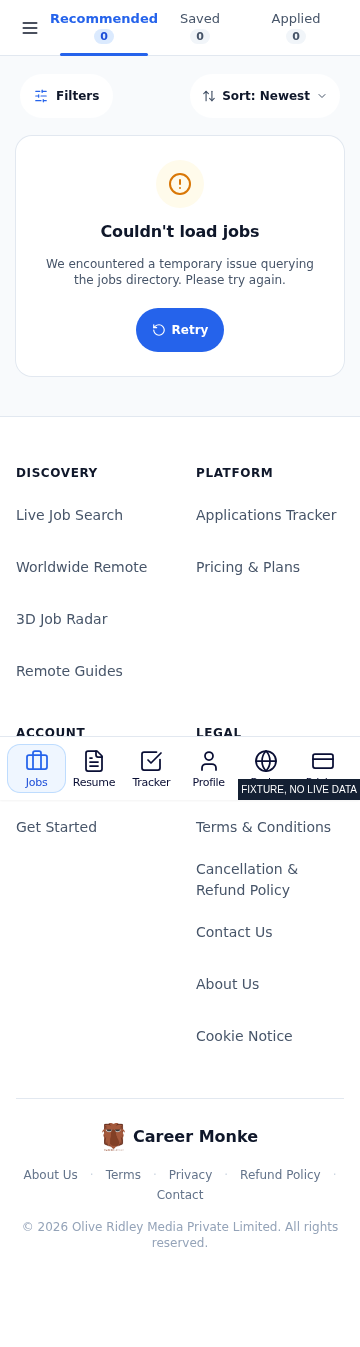 Recommended
0
Saved
0
Applied
0
Filters
Sort: Newest
Couldn't load jobs
We encountered a temporary issue querying
the jobs directory. Please try again.
Retry
DISCOVERY
PLATFORM
Live Job Search
Applications Tracker
Worldwide Remote
Pricing & Plans
3D Job Radar
Remote Guides
ACCOUNT
LEGAL
Jobs
Resume
Tracker
Profile
FIXTURE, NO LIVE DATA
Get Started
Terms & Conditions
Cancellation &
Refund Policy
Contact Us
About Us
Cookie Notice
Career Monke
About Us · Terms · Privacy · Refund Policy ·
Contact
© 2026 Olive Ridley Media Private Limited. All rights
reserved.